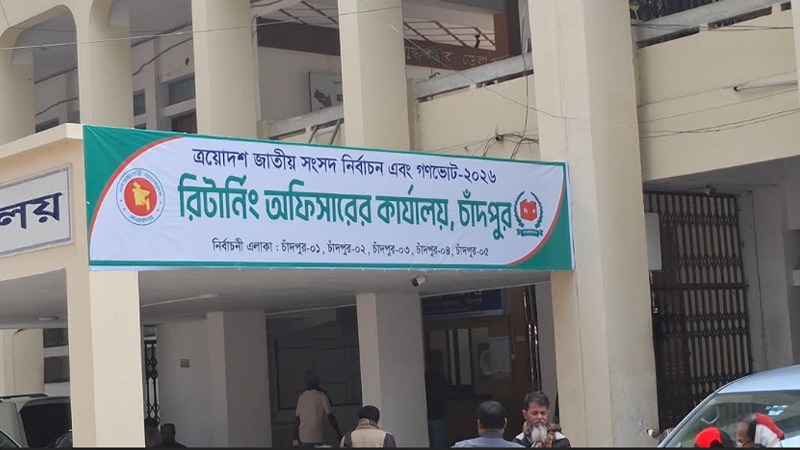 ত্রয়োদশ জাতীয় সংসদ নির্বাচন এবং গণভোট-২০২৬
রিটার্নিং অফিসারের কার্যালয়, চাঁদপুর
নির্বাচনী এলাকা : চাঁদপুর-০১, চাঁদপুর-০২, চাঁদপুর-০৩, চাঁদপুর-০৪, চাঁদপুর-০৫
লয়